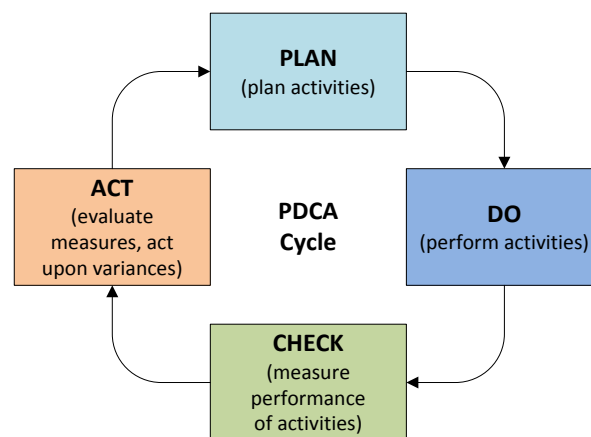 PLAN
(plan activities)
ACT
(evaluate
measures, act
upon variances)
PDCA
Cycle
DO
(perform activities)
CHECK
(measure
performance
of activities)